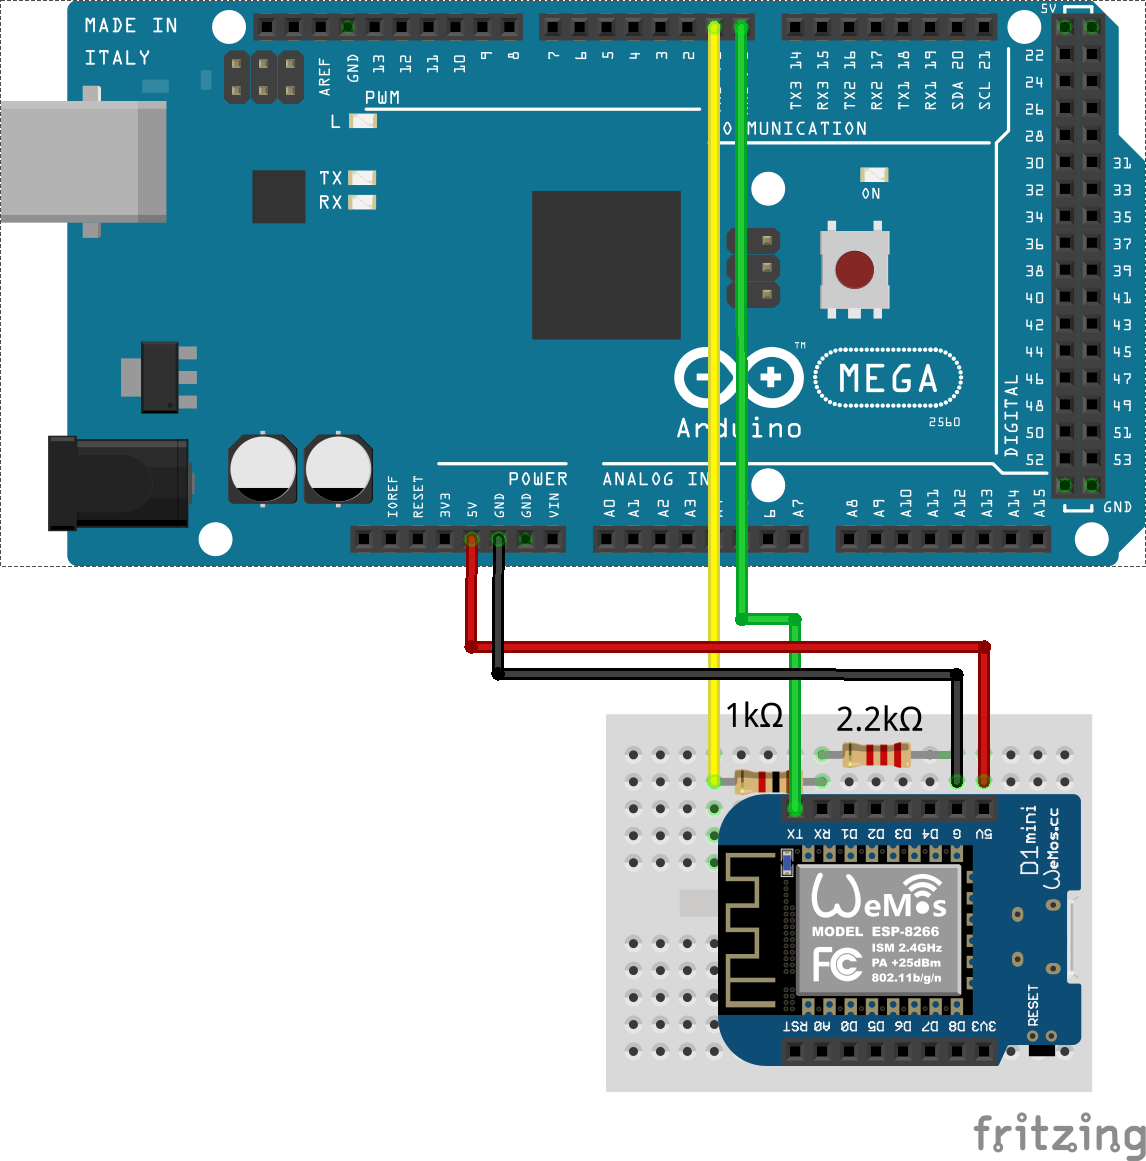 MADE IN
ITALY
AREF
GND
13
12
11
10
9
8
7
6
5
4
3
2
TX3 14
RX3 15
TX2 16
RX2 17
TX1 18
RX1 19
SDA 20
SCL 21
5V
22
24
26
28
30 31
32 33
34 35
36 37
38 39
40 41
42 43
44 45
46 47
48 49
50 51
52 53
GND
PWM
L
TX
RX
ON
TM
MEGA
2560
Arduino
DIGITAL
POWER
ANALOG IN
IOREF
RESET
3V3
5V
GND
GND
VIN
A0
A1
A2
A3
A7
A8
A9
A10
A11
A12
A13
A14
A15
1kΩ
2.2kΩ
TX
RX
D1
D2
D3
D4
G
5V
D1 mini
WeMos.cc
WeMos
MODEL ESP-8266
FCC
ISM 2.4GHz
PA +25dBm
802.11b/g/n
RESET
RST
A0
D0
D5
D6
D7
D8
3V3
fritzing